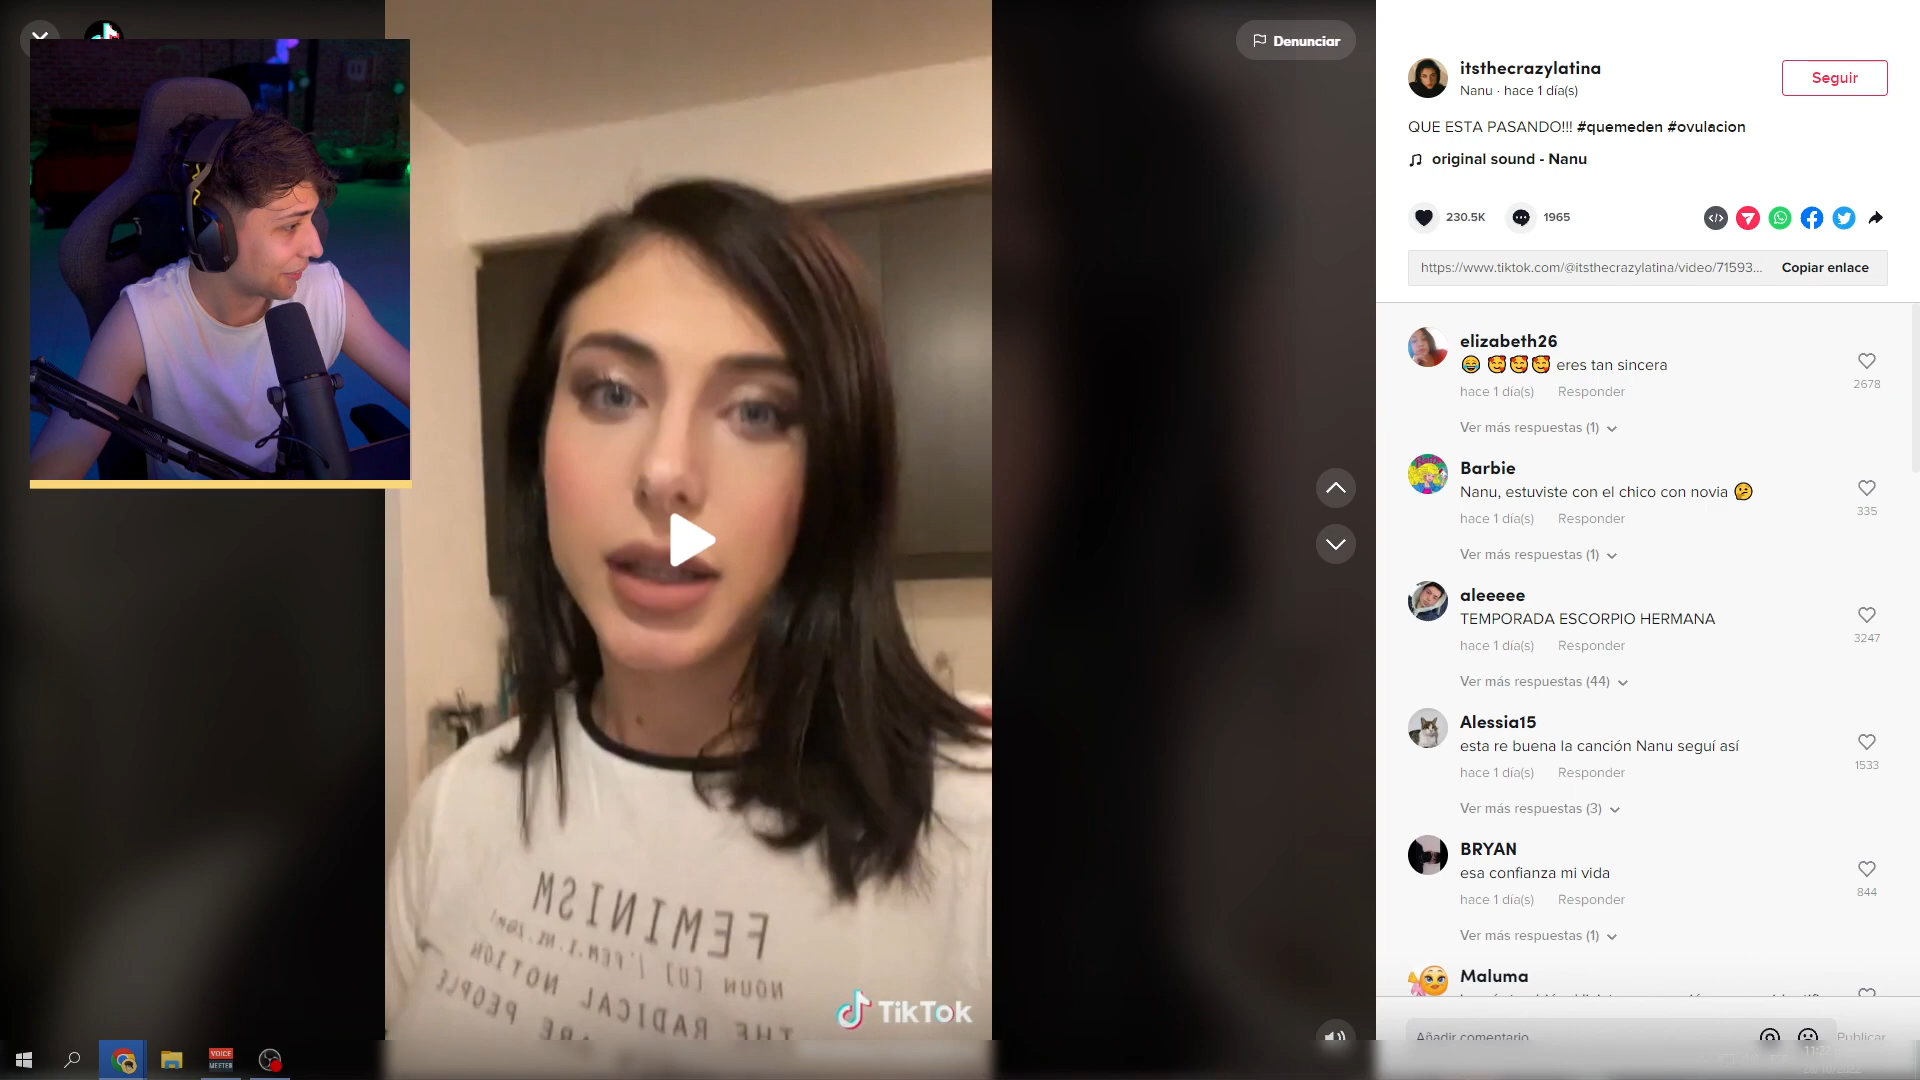 Denunciar
FEMINISM
NOUN [U]
THE RADICAL NOTION
PEOPLE
TikTok
itsthecrazylatina
Nanu · hace 1 día(s)
Seguir
QUE ESTA PASANDO!!! #quemeden #ovulacion
original sound - Nanu
230.5K
1965
https://www.tiktok.com/@itsthecrazylatina/video/71593...
Copiar enlace
elizabeth26
😂 🥰🥰🥰 eres tan sincera
hace 1 día(s) Responder
2678
Ver más respuestas (1)
Barbie
Nanu, estuviste con el chico con novia 🤔
hace 1 día(s) Responder
335
Ver más respuestas (1)
aleeeee
TEMPORADA ESCORPIO HERMANA
hace 1 día(s) Responder
3247
Ver más respuestas (44)
Alessia15
esta re buena la canción Nanu seguí así
hace 1 día(s) Responder
1533
Ver más respuestas (3)
BRYAN
esa confianza mi vida
hace 1 día(s) Responder
844
Ver más respuestas (1)
Maluma
Añadir comentario
Publicar
VOICE
MEETER